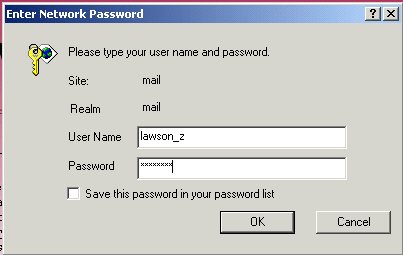 Enter Network Password
Please type your user name and password.
Site: mail
Realm mail
User Name lawson_z
Password xxxxxxxx
Save this password in your password list
OK Cancel